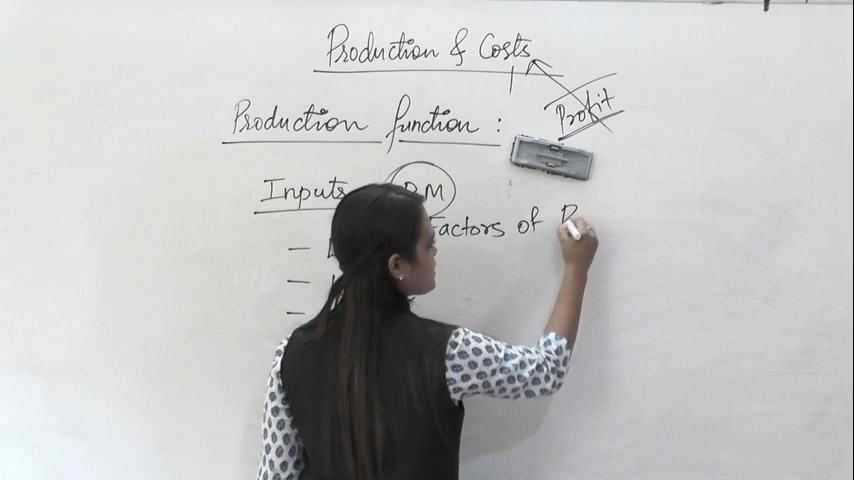 Production & Costs
Profit
Production function :
Inputs
Factors of